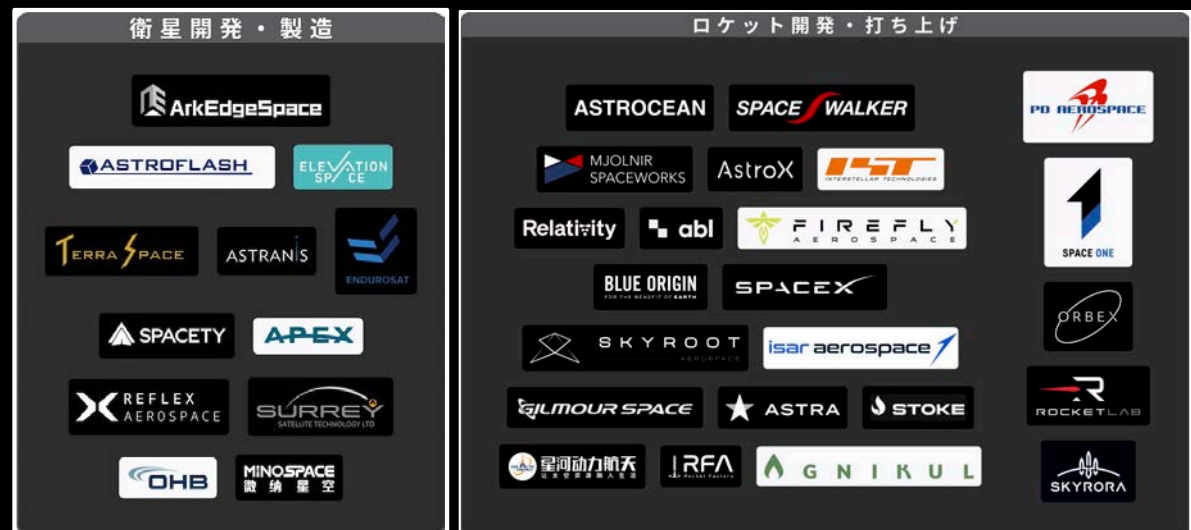 衛星開発・製造
ArkEdgeSpace
ASTROFLASH
ELEVATION
SPACE
TERRA SPACE
ASTRANIS
ENDUROSAT
SPACETY
APEX
REFLEX
AEROSPACE
SURREY
SATELLITE TECHNOLOGY LTD
OHB
MINOSPACE
微纳星空
ロケット開発・打ち上げ
ASTROCEAN
SPACE WALKER
MJOLNIR
SPACEWORKS
AstroX
IST
INTERSTELLAR TECHNOLOGIES
Relativity
abl
FIREFLY
AEROSPACE
BLUE ORIGIN
FOR THE BENEFIT OF EARTH
SPACEX
SKYROOT
AEROSPACE
isar aerospace
GILMOUR SPACE
ASTRA
STOKE
星河动力航天
RFA
Rocket Factory
AGNIKUL
PD AEROSPACE
SPACE ONE
ORBEX
ROCKETLAB
SKYRORA